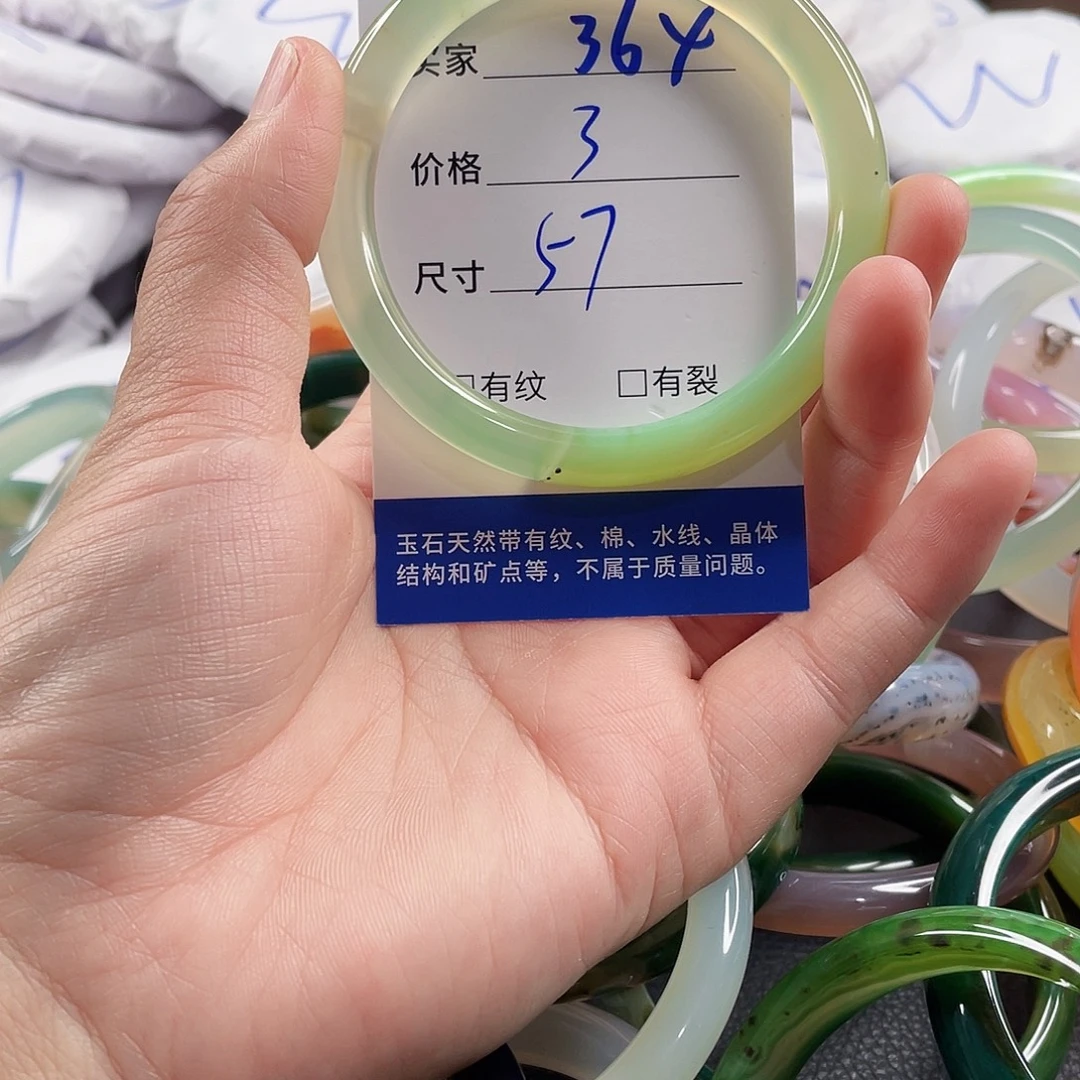 买家 364
价格 3
尺寸 57
□有纹 □有裂
玉石天然带有纹、棉、水线、晶体
结构和矿点等，不属于质量问题。
W